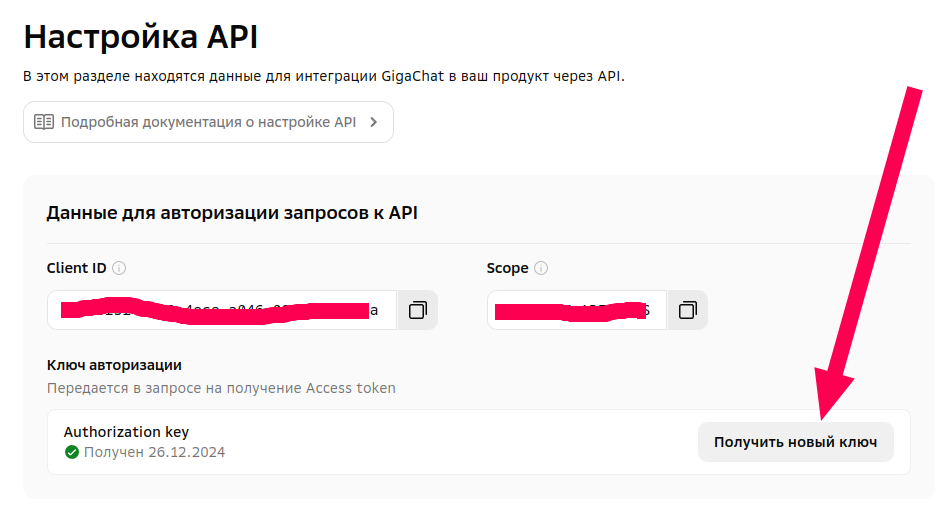 Настройка API
В этом разделе находятся данные для интеграции GigaChat в ваш продукт через API.
Подробная документация о настройке API
Данные для авторизации запросов к API
Client ID
Scope
Ключ авторизации
Передается в запросе на получение Access token
Authorization key
Получен 26.12.2024
Получить новый ключ